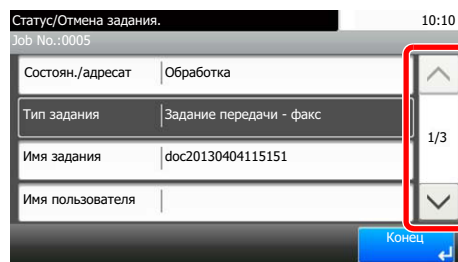 Статус/Отмена задания. 10:10
Job No.:0005
Состоян./адресат Обработка
Тип задания Задание передачи - факс
1/3
Имя задания doc20130404115151
Имя пользователя
Конец